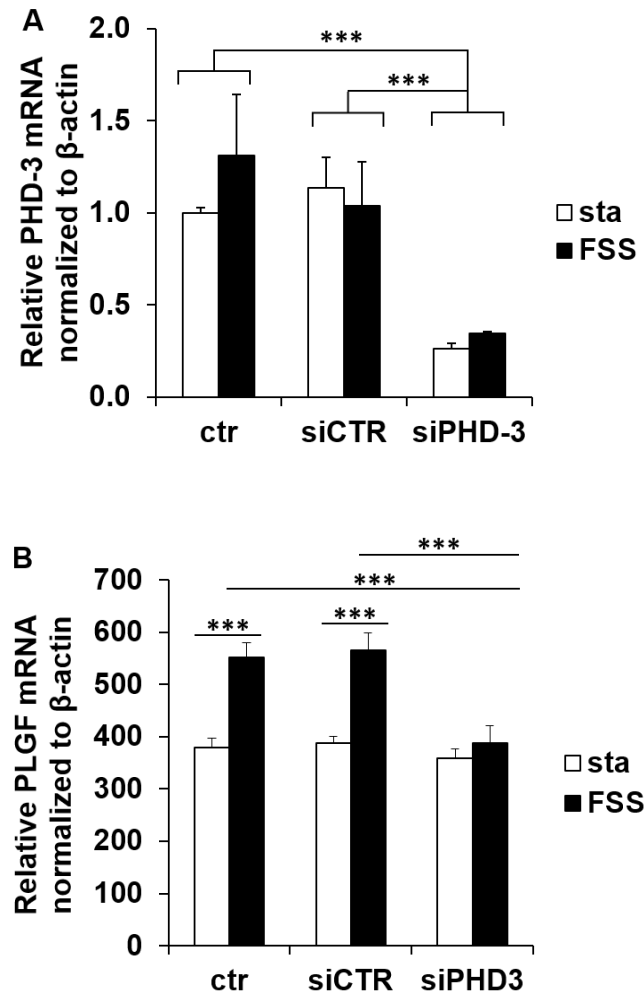 A
Relative PHD-3 mRNA
normalized to β-actin
2.0
1.5
1.0
0.5
0.0
***
***
sta
FSS
ctr
siCTR
siPHD-3
B
Relative PLGF mRNA
normalized to β-actin
700
600
500
400
300
200
100
0
***
***
***
***
sta
FSS
ctr
siCTR
siPHD3